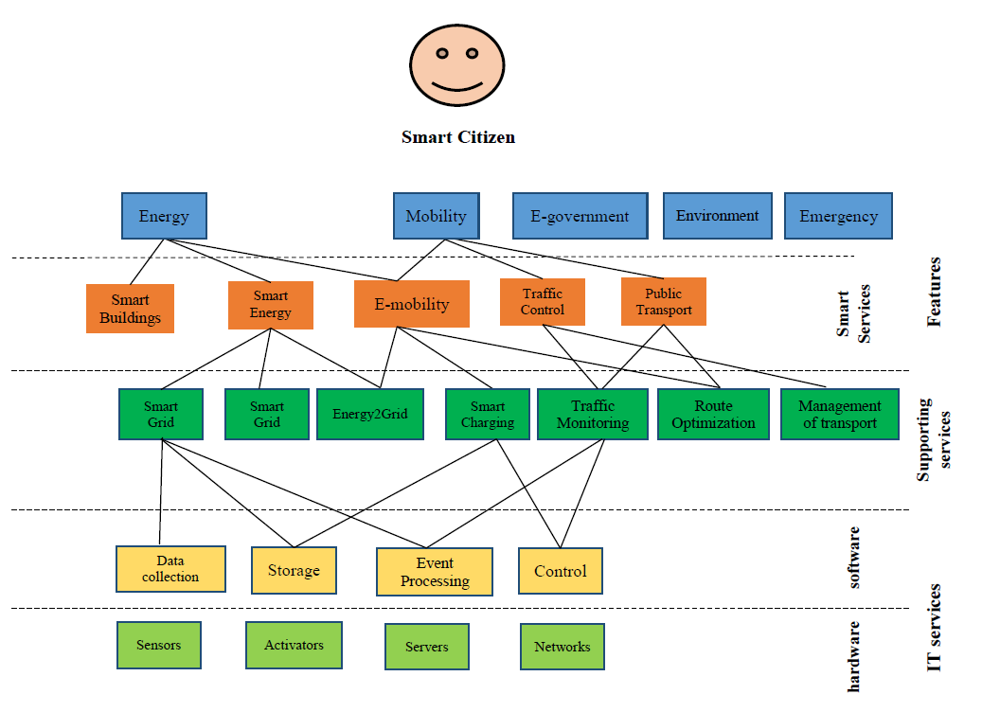 Smart Citizen
Energy
Mobility
E-government
Environment
Emergency
Features
Smart
Services
Smart
Buildings
Smart
Energy
E-mobility
Traffic
Control
Public
Transport
Smart
Grid
Smart
Grid
Energy2Grid
Smart
Charging
Traffic
Monitoring
Route
Optimization
Management
of transport
Supporting
services
Data
collection
Storage
Event
Processing
Control
software
IT services
Sensors
Activators
Servers
Networks
hardware